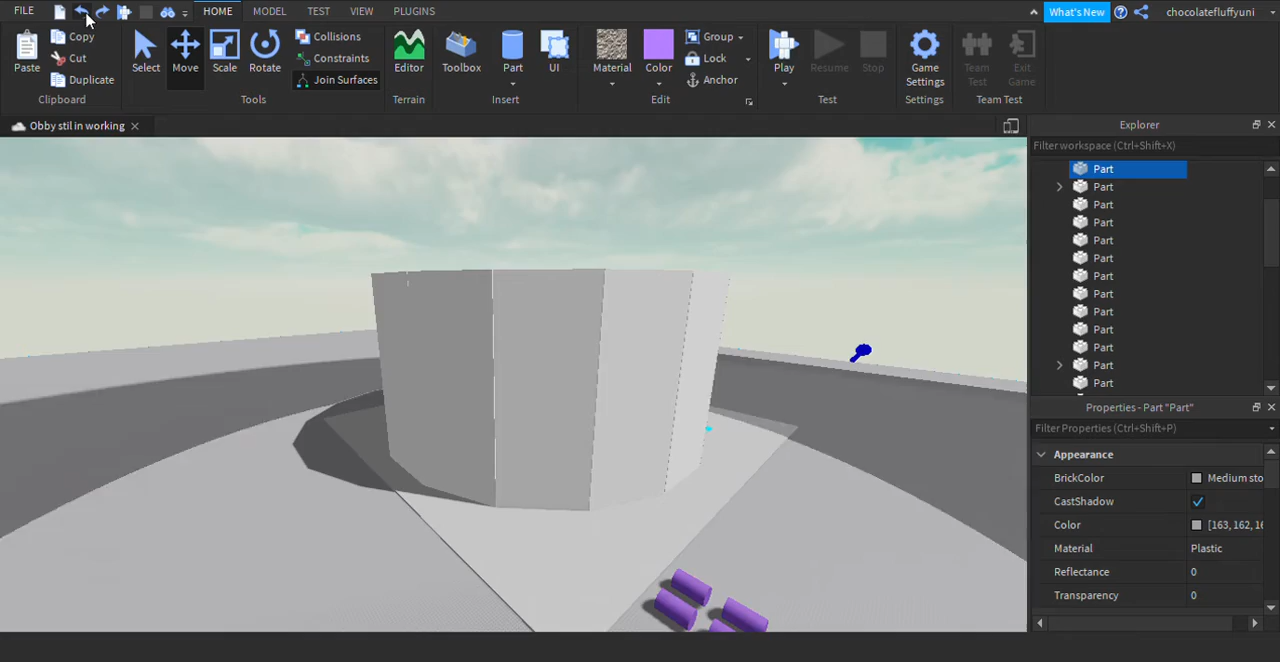 FILE HOME MODEL TEST VIEW PLUGINS What's New chocolatefluffyuni
Paste Copy Cut Duplicate Clipboard
Select Move Scale Rotate Collisions Constraints Join Surfaces Tools
Editor Terrain
Toolbox Part UI Insert
Material Color Group Lock Anchor Edit
Play Resume Stop Test
Game Settings Settings
Team Test Exit Game Team Test
Obby stil in working
Explorer
Filter workspace (Ctrl+Shift+X)
Part
Part
Part
Part
Part
Part
Part
Part
Part
Part
Part
Part
Part
Properties - Part "Part"
Filter Properties (Ctrl+Shift+P)
Appearance
BrickColor Medium sto
CastShadow
Color [163, 162, 16
Material Plastic
Reflectance 0
Transparency 0